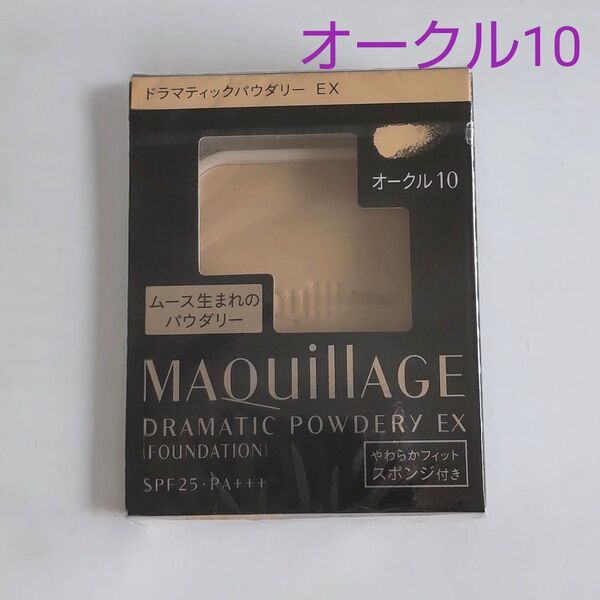 オークル10
ドラマティックパウダリー EX
オークル 10
ムース生まれの
パウダリー
MAQuillAGE
DRAMATIC POWDERY EX
(FOUNDATION)
やわらかフィット
スポンジ付き
SPF25・PA+++